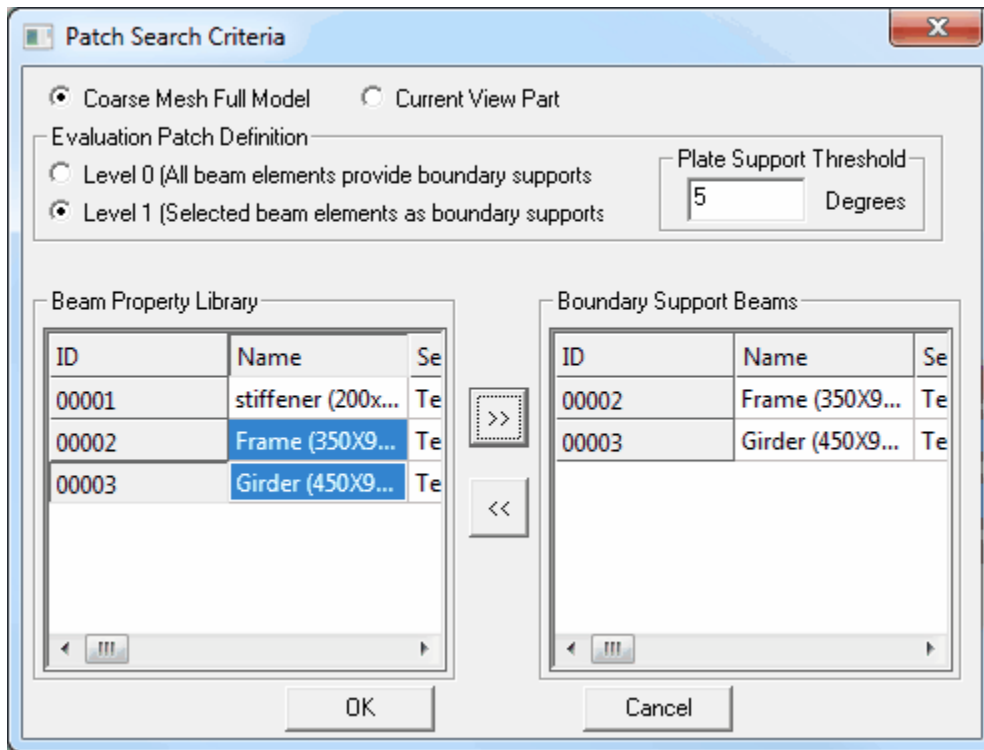 Patch Search Criteria
Coarse Mesh Full Model Current View Part
Evaluation Patch Definition
Level 0 (All beam elements provide boundary supports
Level 1 (Selected beam elements as boundary supports
Plate Support Threshold
5 Degrees
Beam Property Library
ID Name Se
00001 stiffener (200x... Te
00002 Frame (350X9... Te
00003 Girder (450X9... Te
>>
<<
Boundary Support Beams
ID Name Se
00002 Frame (350X9... Te
00003 Girder (450X9... Te
OK Cancel